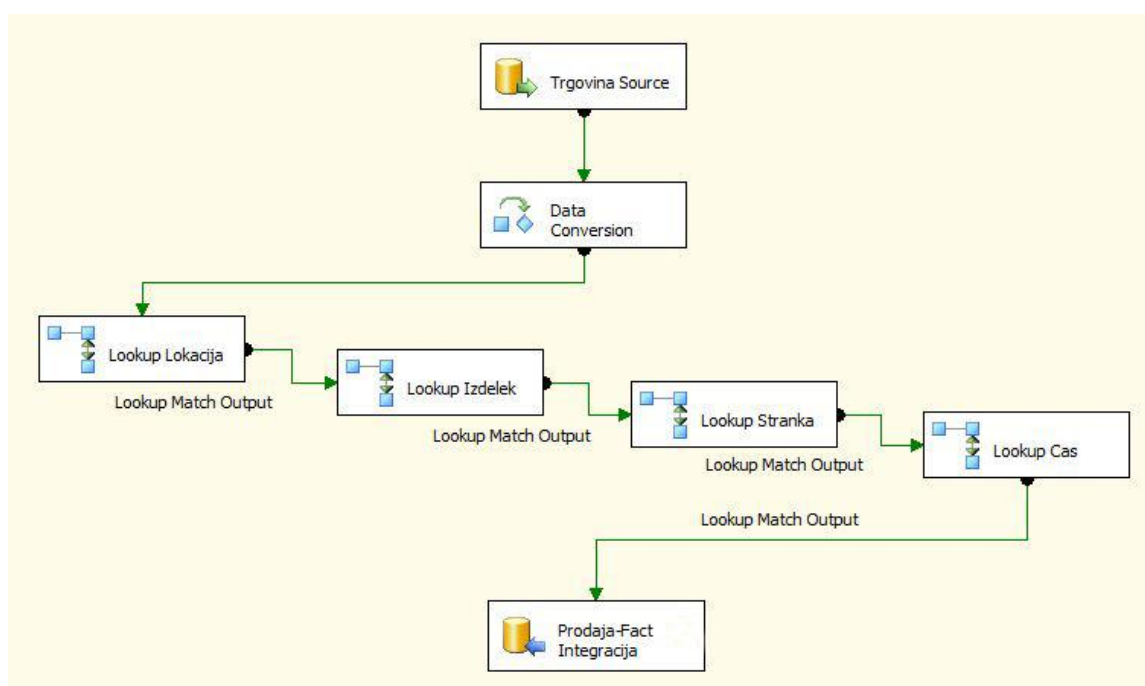 Trgovina Source
Data
Conversion
Lookup Lokacija
Lookup Match Output
Lookup Izdelek
Lookup Match Output
Lookup Stranka
Lookup Match Output
Lookup Cas
Lookup Match Output
Prodaja-Fact
Integracija